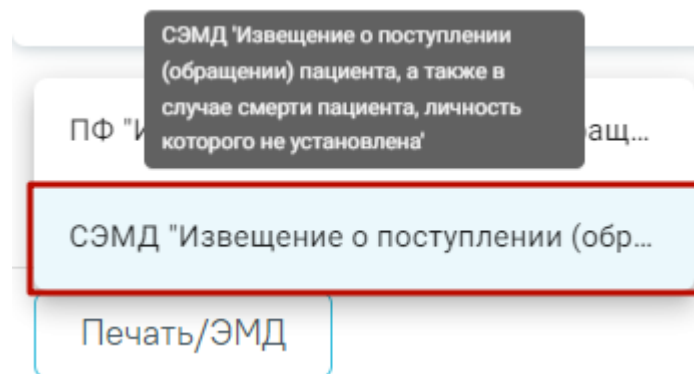 СЭМД 'Извещение о поступлении
(обращении) пациента, а также в
случае смерти пациента, личность
которого не установлена'
ПФ "И ащ...
СЭМД "Извещение о поступлении (обр...
Печать/ЭМД